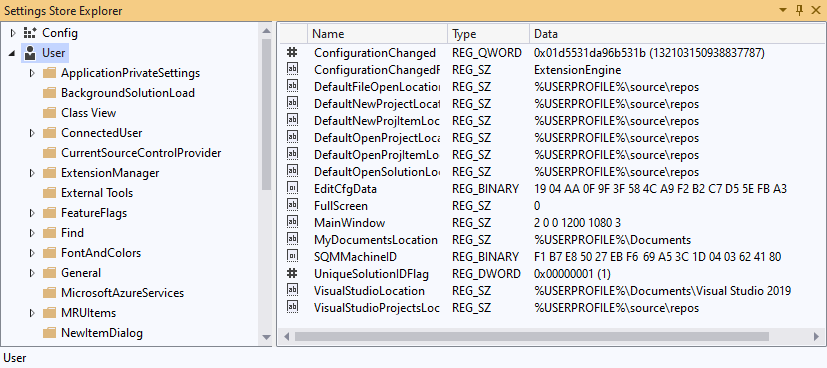 Settings Store Explorer
Config
User
ApplicationPrivateSettings
BackgroundSolutionLoad
Class View
ConnectedUser
CurrentSourceControlProvider
ExtensionManager
External Tools
FeatureFlags
Find
FontAndColors
General
MicrosoftAzureServices
MRUItems
NewItemDialog
Name Type Data
ConfigurationChanged REG_QWORD 0x01d5531da96b531b (132103150938837787)
ConfigurationChangedF REG_SZ ExtensionEngine
DefaultFileOpenLocation REG_SZ %USERPROFILE%\source\repos
DefaultNewProjectLocat REG_SZ %USERPROFILE%\source\repos
DefaultNewProjItemLoc REG_SZ %USERPROFILE%\source\repos
DefaultOpenProjectLoca REG_SZ %USERPROFILE%\source\repos
DefaultOpenProjItemLo REG_SZ %USERPROFILE%\source\repos
DefaultOpenSolutionLo REG_SZ %USERPROFILE%\source\repos
EditCfgData REG_BINARY 19 04 AA 0F 9F 3F 58 4C A9 F2 B2 C7 D5 5E FB A3
FullScreen REG_SZ 0
MainWindow REG_SZ 2 0 0 1200 1080 3
MyDocumentsLocation REG_SZ %USERPROFILE%\Documents
SQMMachineID REG_BINARY F1 B7 E8 50 27 EB F6 69 A5 3C 1D 04 03 62 41 80
UniqueSolutionIDFlag REG_DWORD 0x00000001 (1)
VisualStudioLocation REG_SZ %USERPROFILE%\Documents\Visual Studio 2019
VisualStudioProjectsLoc REG_SZ %USERPROFILE%\source\repos
User